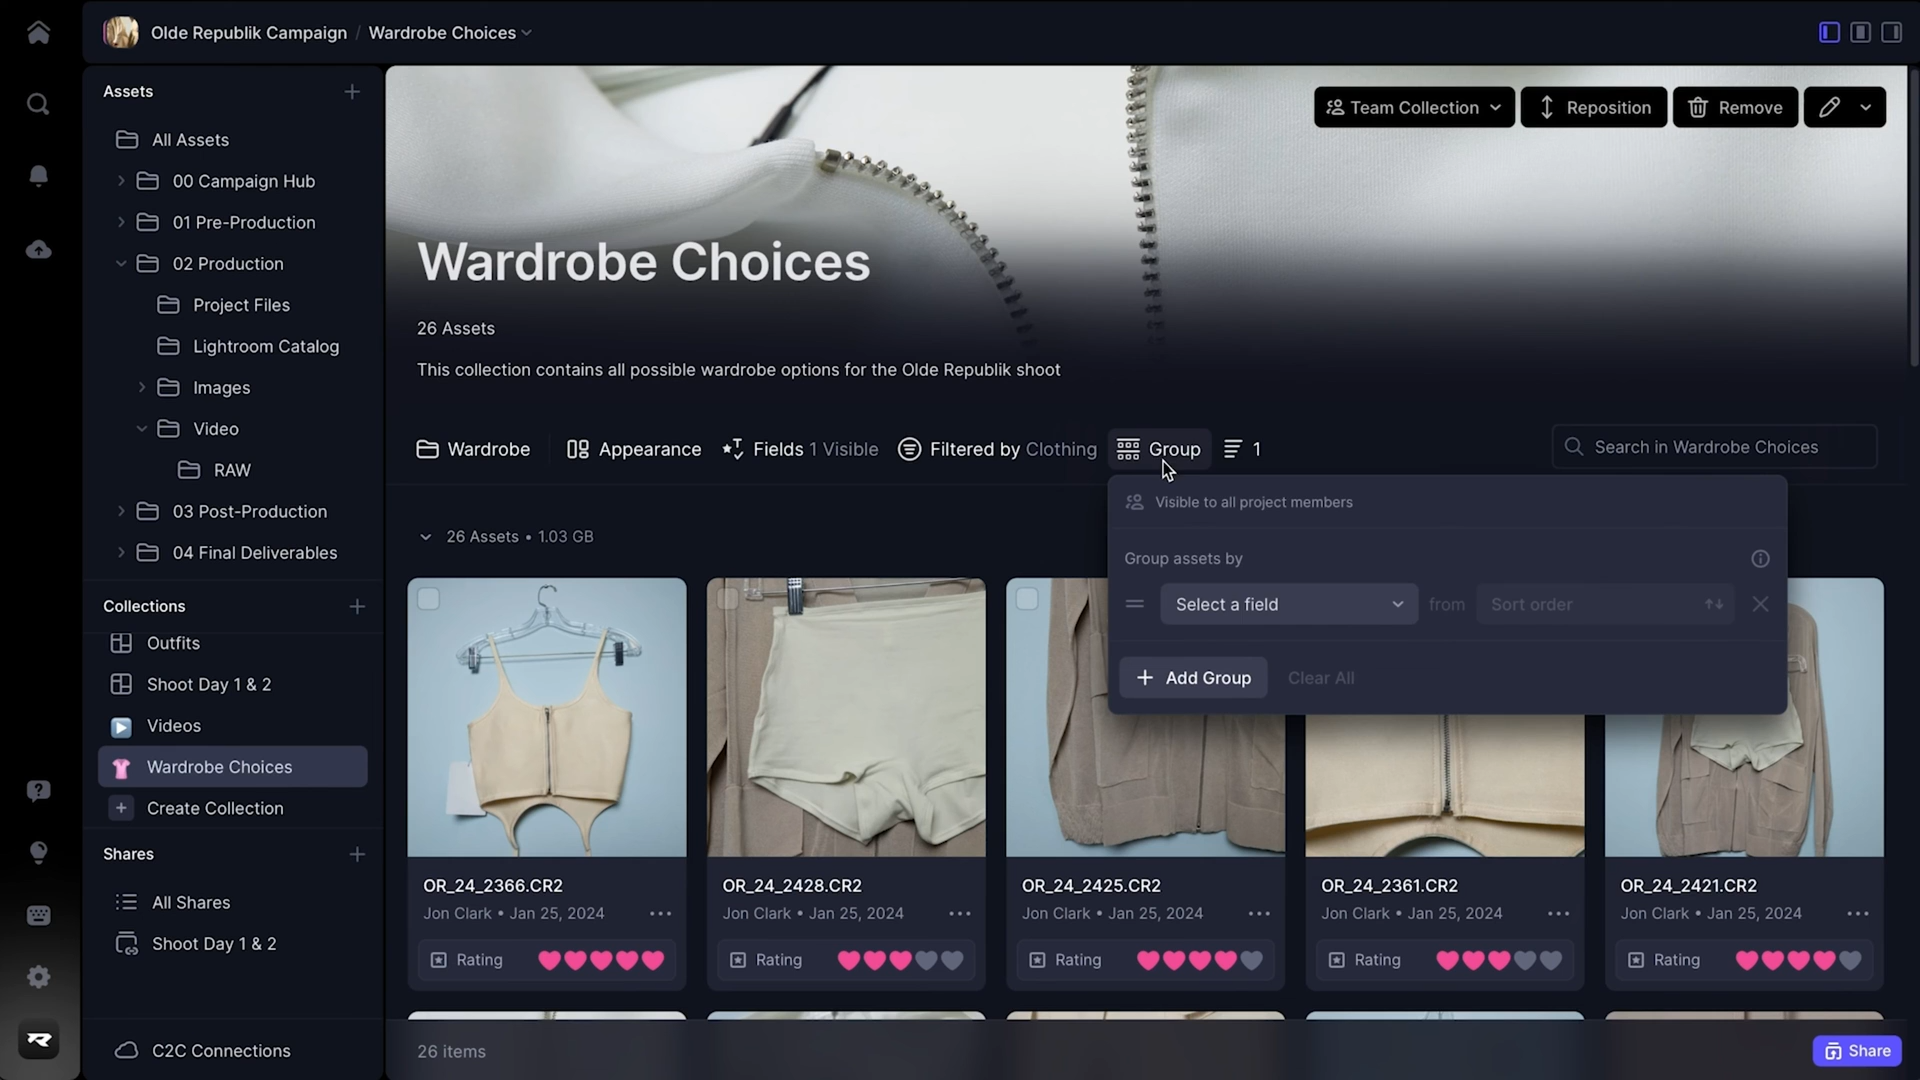 Olde Republik Campaign / Wardrobe Choices
Assets
All Assets
00 Campaign Hub
01 Pre-Production
02 Production
Project Files
Lightroom Catalog
Images
Video
RAW
03 Post-Production
04 Final Deliverables
Collections
Outfits
Shoot Day 1 & 2
Videos
Wardrobe Choices
Create Collection
Shares
All Shares
Shoot Day 1 & 2
C2C Connections
Team Collection
Reposition
Remove
Wardrobe Choices
26 Assets
This collection contains all possible wardrobe options for the Olde Republik shoot
Wardrobe
Appearance
Fields 1 Visible
Filtered by Clothing
Group
1
Search in Wardrobe Choices
Visible to all project members
Group assets by
Select a field from Sort order
Add Group
Clear All
26 Assets • 1.03 GB
OR_24_2366.CR2
Jon Clark • Jan 25, 2024
Rating
OR_24_2428.CR2
Jon Clark • Jan 25, 2024
Rating
OR_24_2425.CR2
Jon Clark • Jan 25, 2024
Rating
OR_24_2361.CR2
Jon Clark • Jan 25, 2024
Rating
OR_24_2421.CR2
Jon Clark • Jan 25, 2024
Rating
26 items
Share